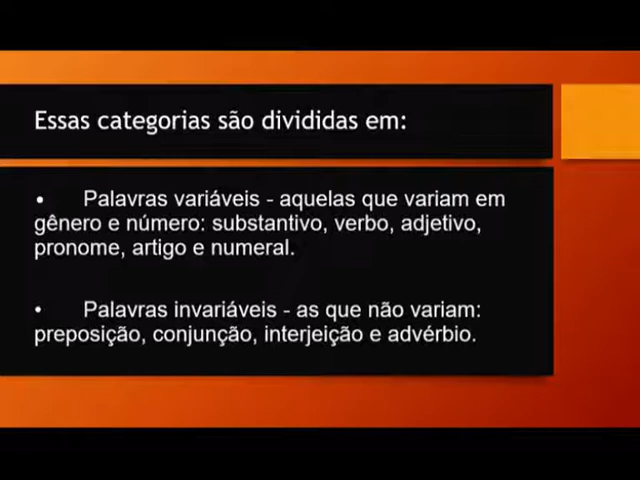 Essas categorias são divididas em:
• Palavras variáveis - aquelas que variam em
gênero e número: substantivo, verbo, adjetivo,
pronome, artigo e numeral.
• Palavras invariáveis - as que não variam:
preposição, conjunção, interjeição e advérbio.